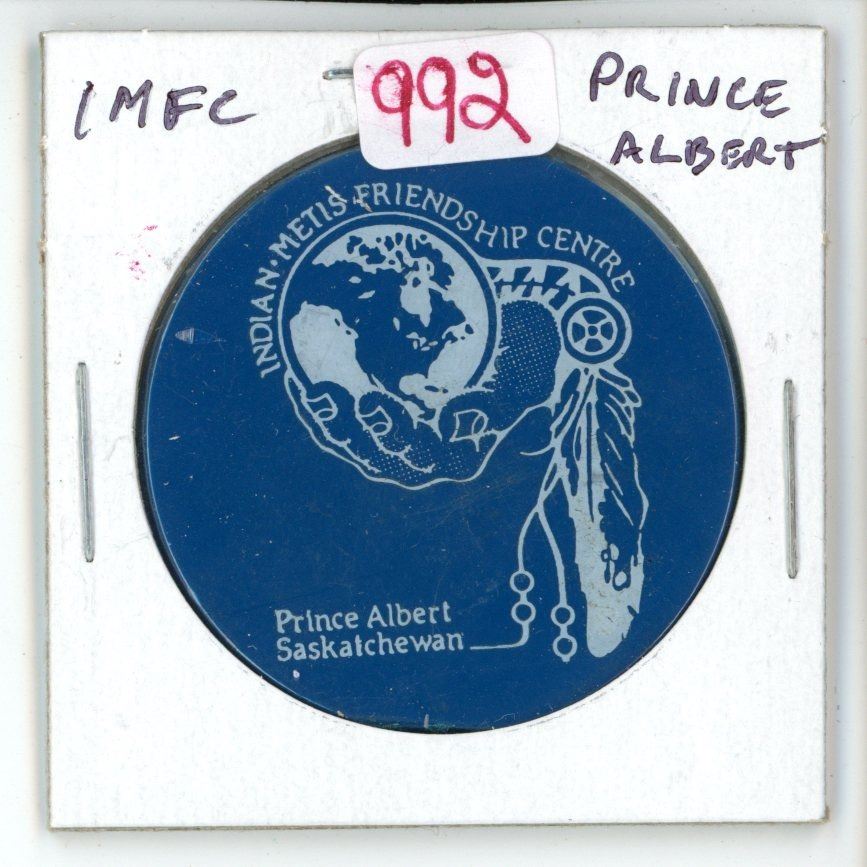 IMFC
992
PRINCE
ALBERT
INDIAN·METIS·FRIENDSHIP CENTRE
Prince Albert
Saskatchewan